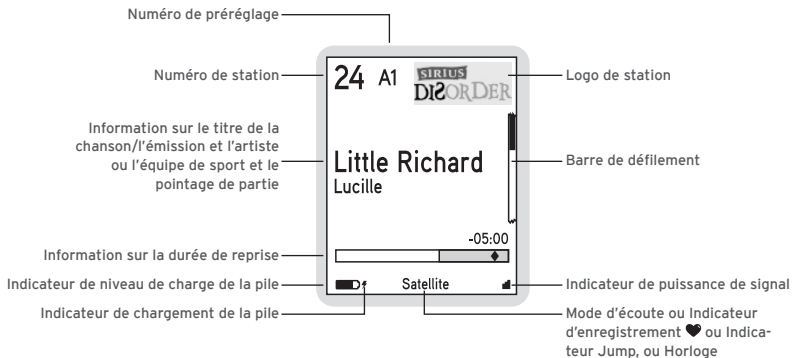 Numéro de préréglage
Numéro de station
24 A1
SIRIUS
DISORDER
Logo de station
Information sur le titre de la
chanson/l'émission et l'artiste
ou l'équipe de sport et le
pointage de partie
Little Richard
Lucille
Barre de défilement
-05:00
Information sur la durée de reprise
Indicateur de niveau de charge de la pile
Satellite
Indicateur de puissance de signal
Indicateur de chargement de la pile
Mode d'écoute ou Indicateur
d'enregistrement ♥ ou Indica-
teur Jump, ou Horloge